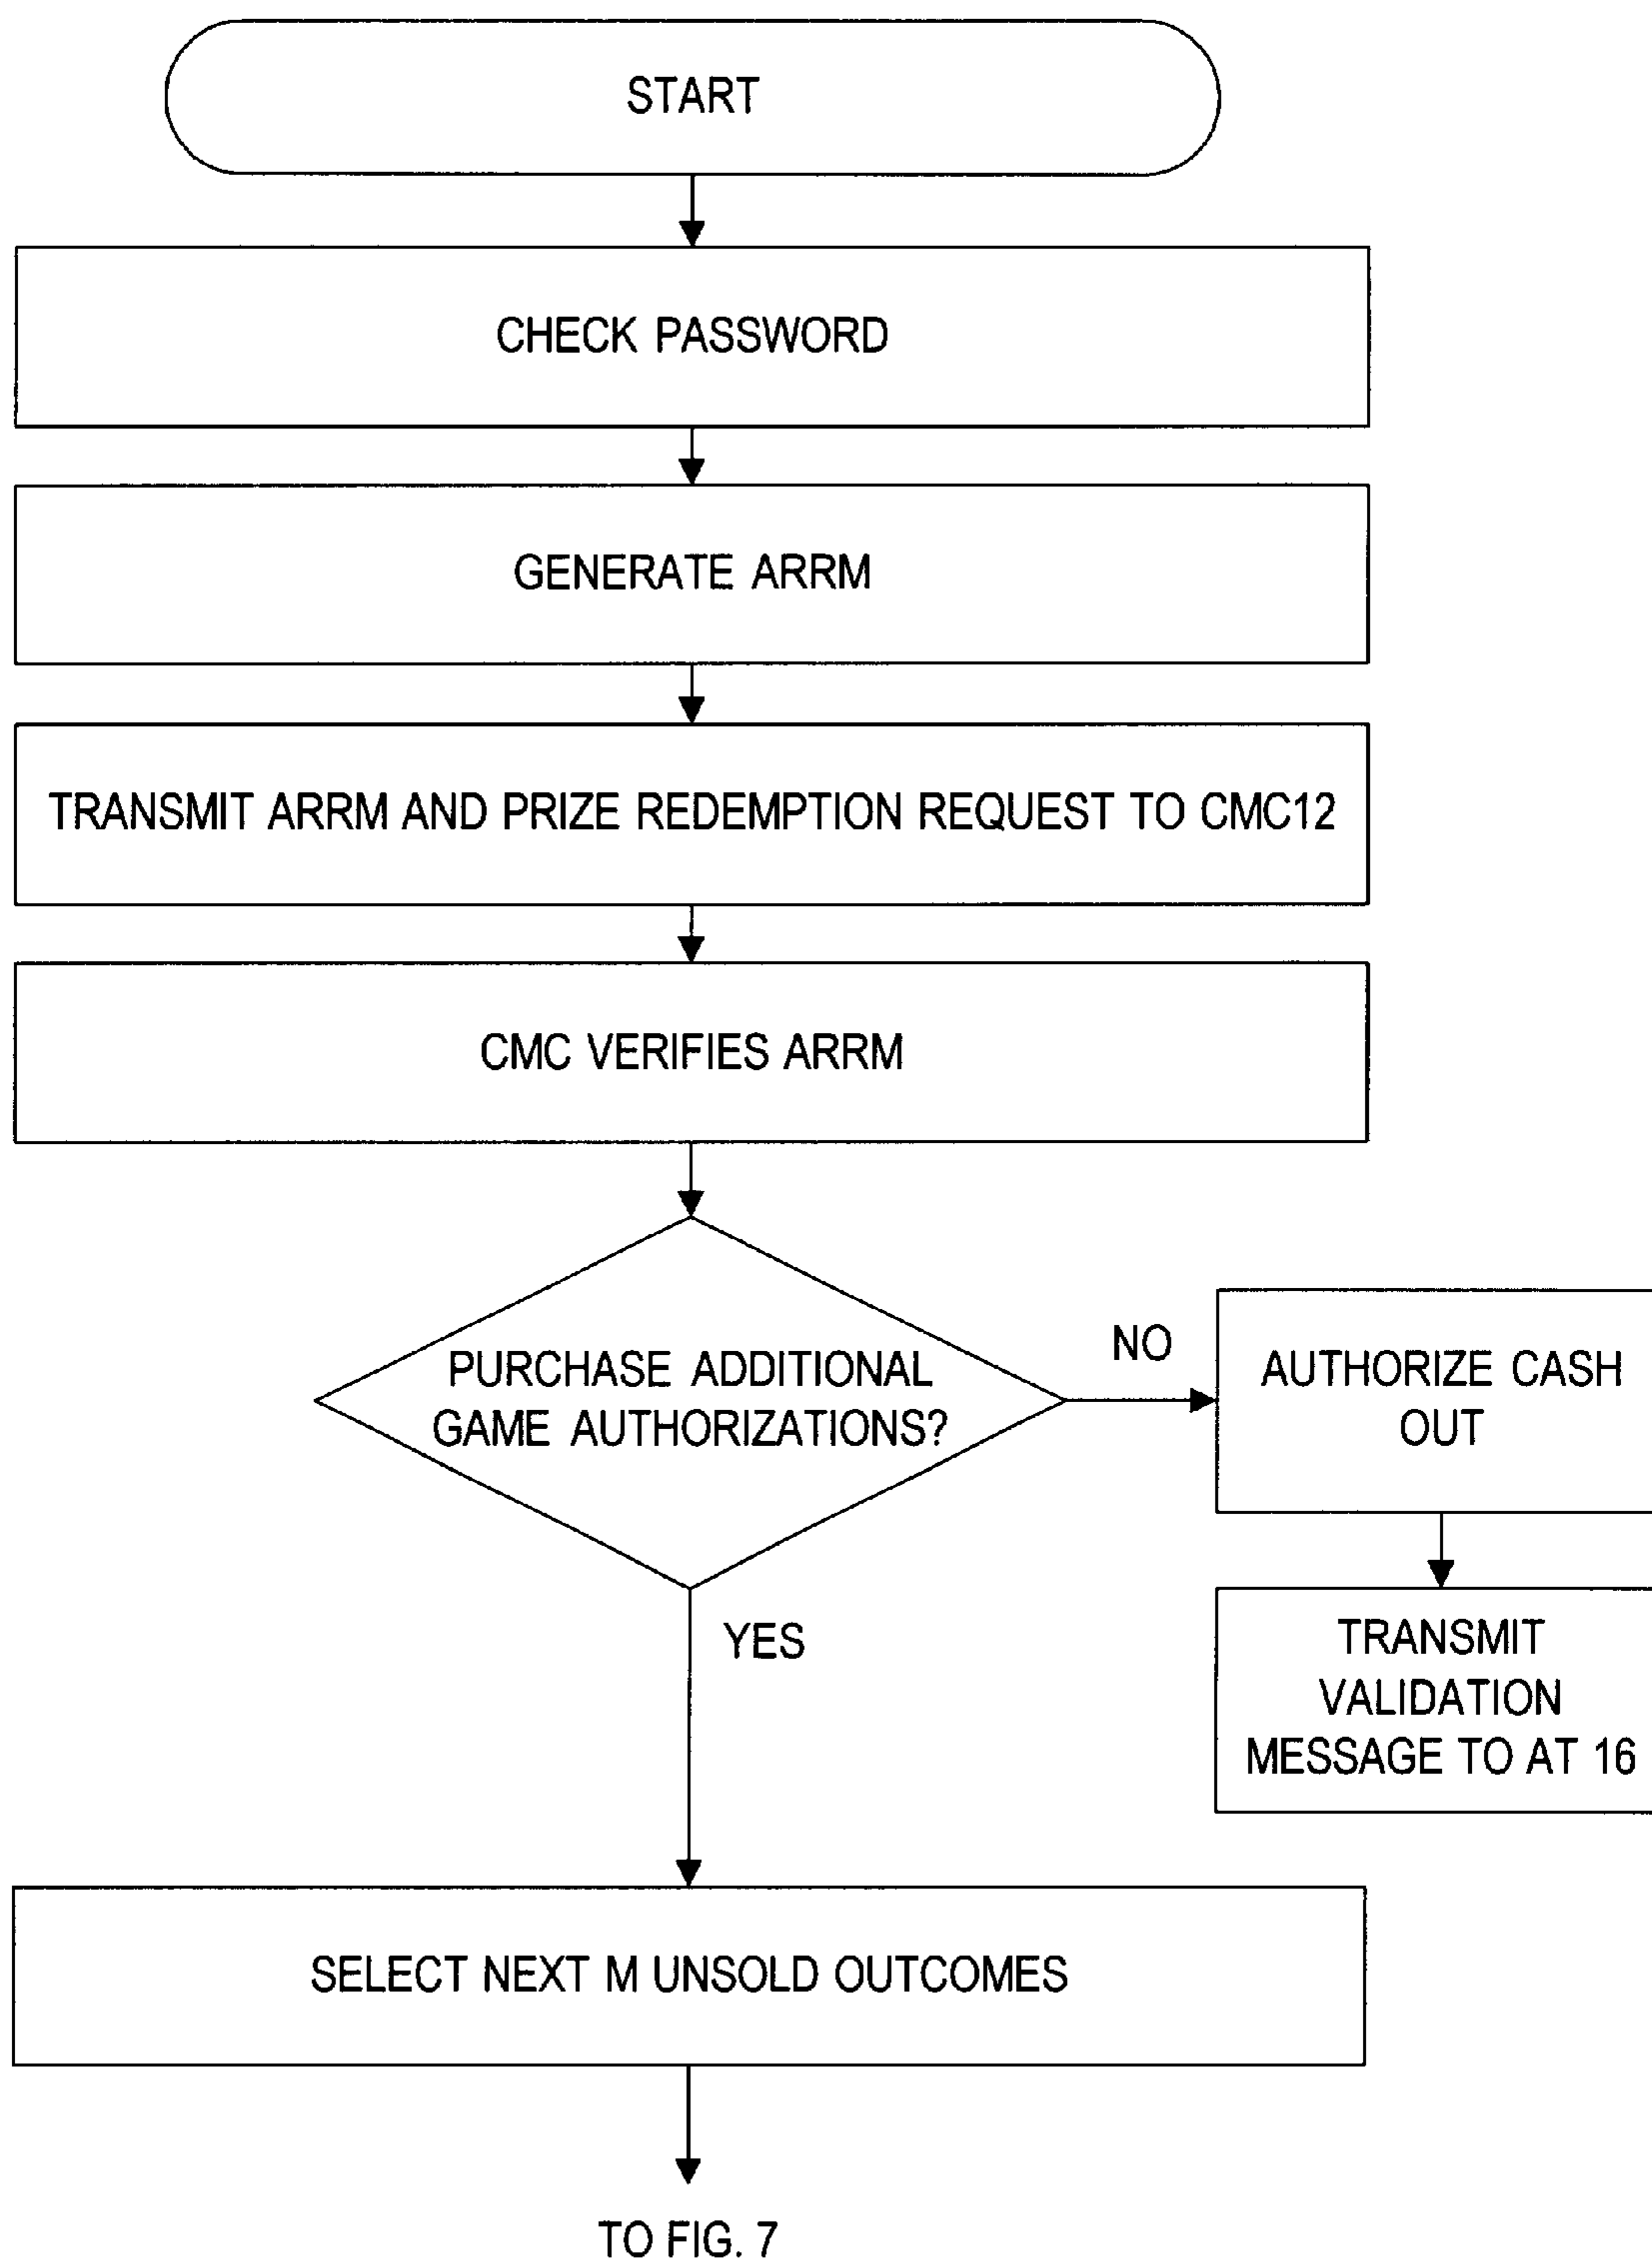 START
CHECK PASSWORD
GENERATE ARRM
TRANSMIT ARRM AND PRIZE REDEMPTION REQUEST TO CMC12
CMC VERIFIES ARRM
PURCHASE ADDITIONAL
GAME AUTHORIZATIONS?
NO
AUTHORIZE CASH
OUT
YES
TRANSMIT
VALIDATION
MESSAGE TO AT 16
SELECT NEXT M UNSOLD OUTCOMES
TO FIG. 7